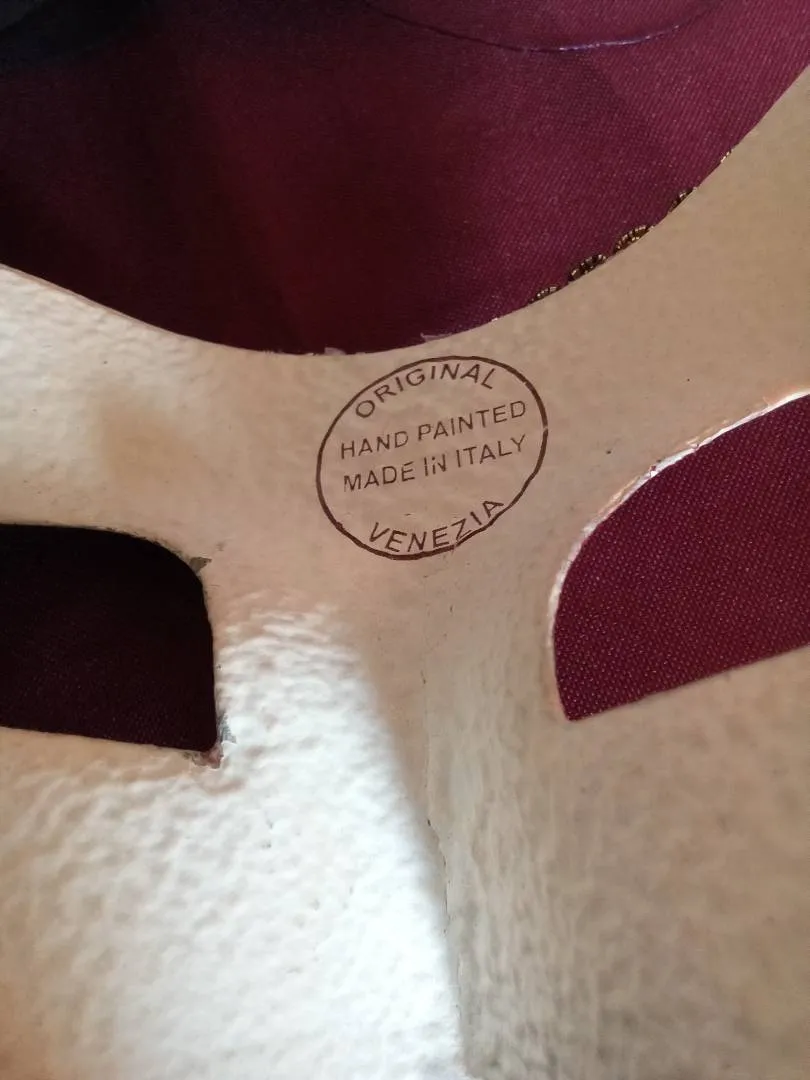 ORIGINAL
HAND PAINTED
MADE IN ITALY
VENEZIA